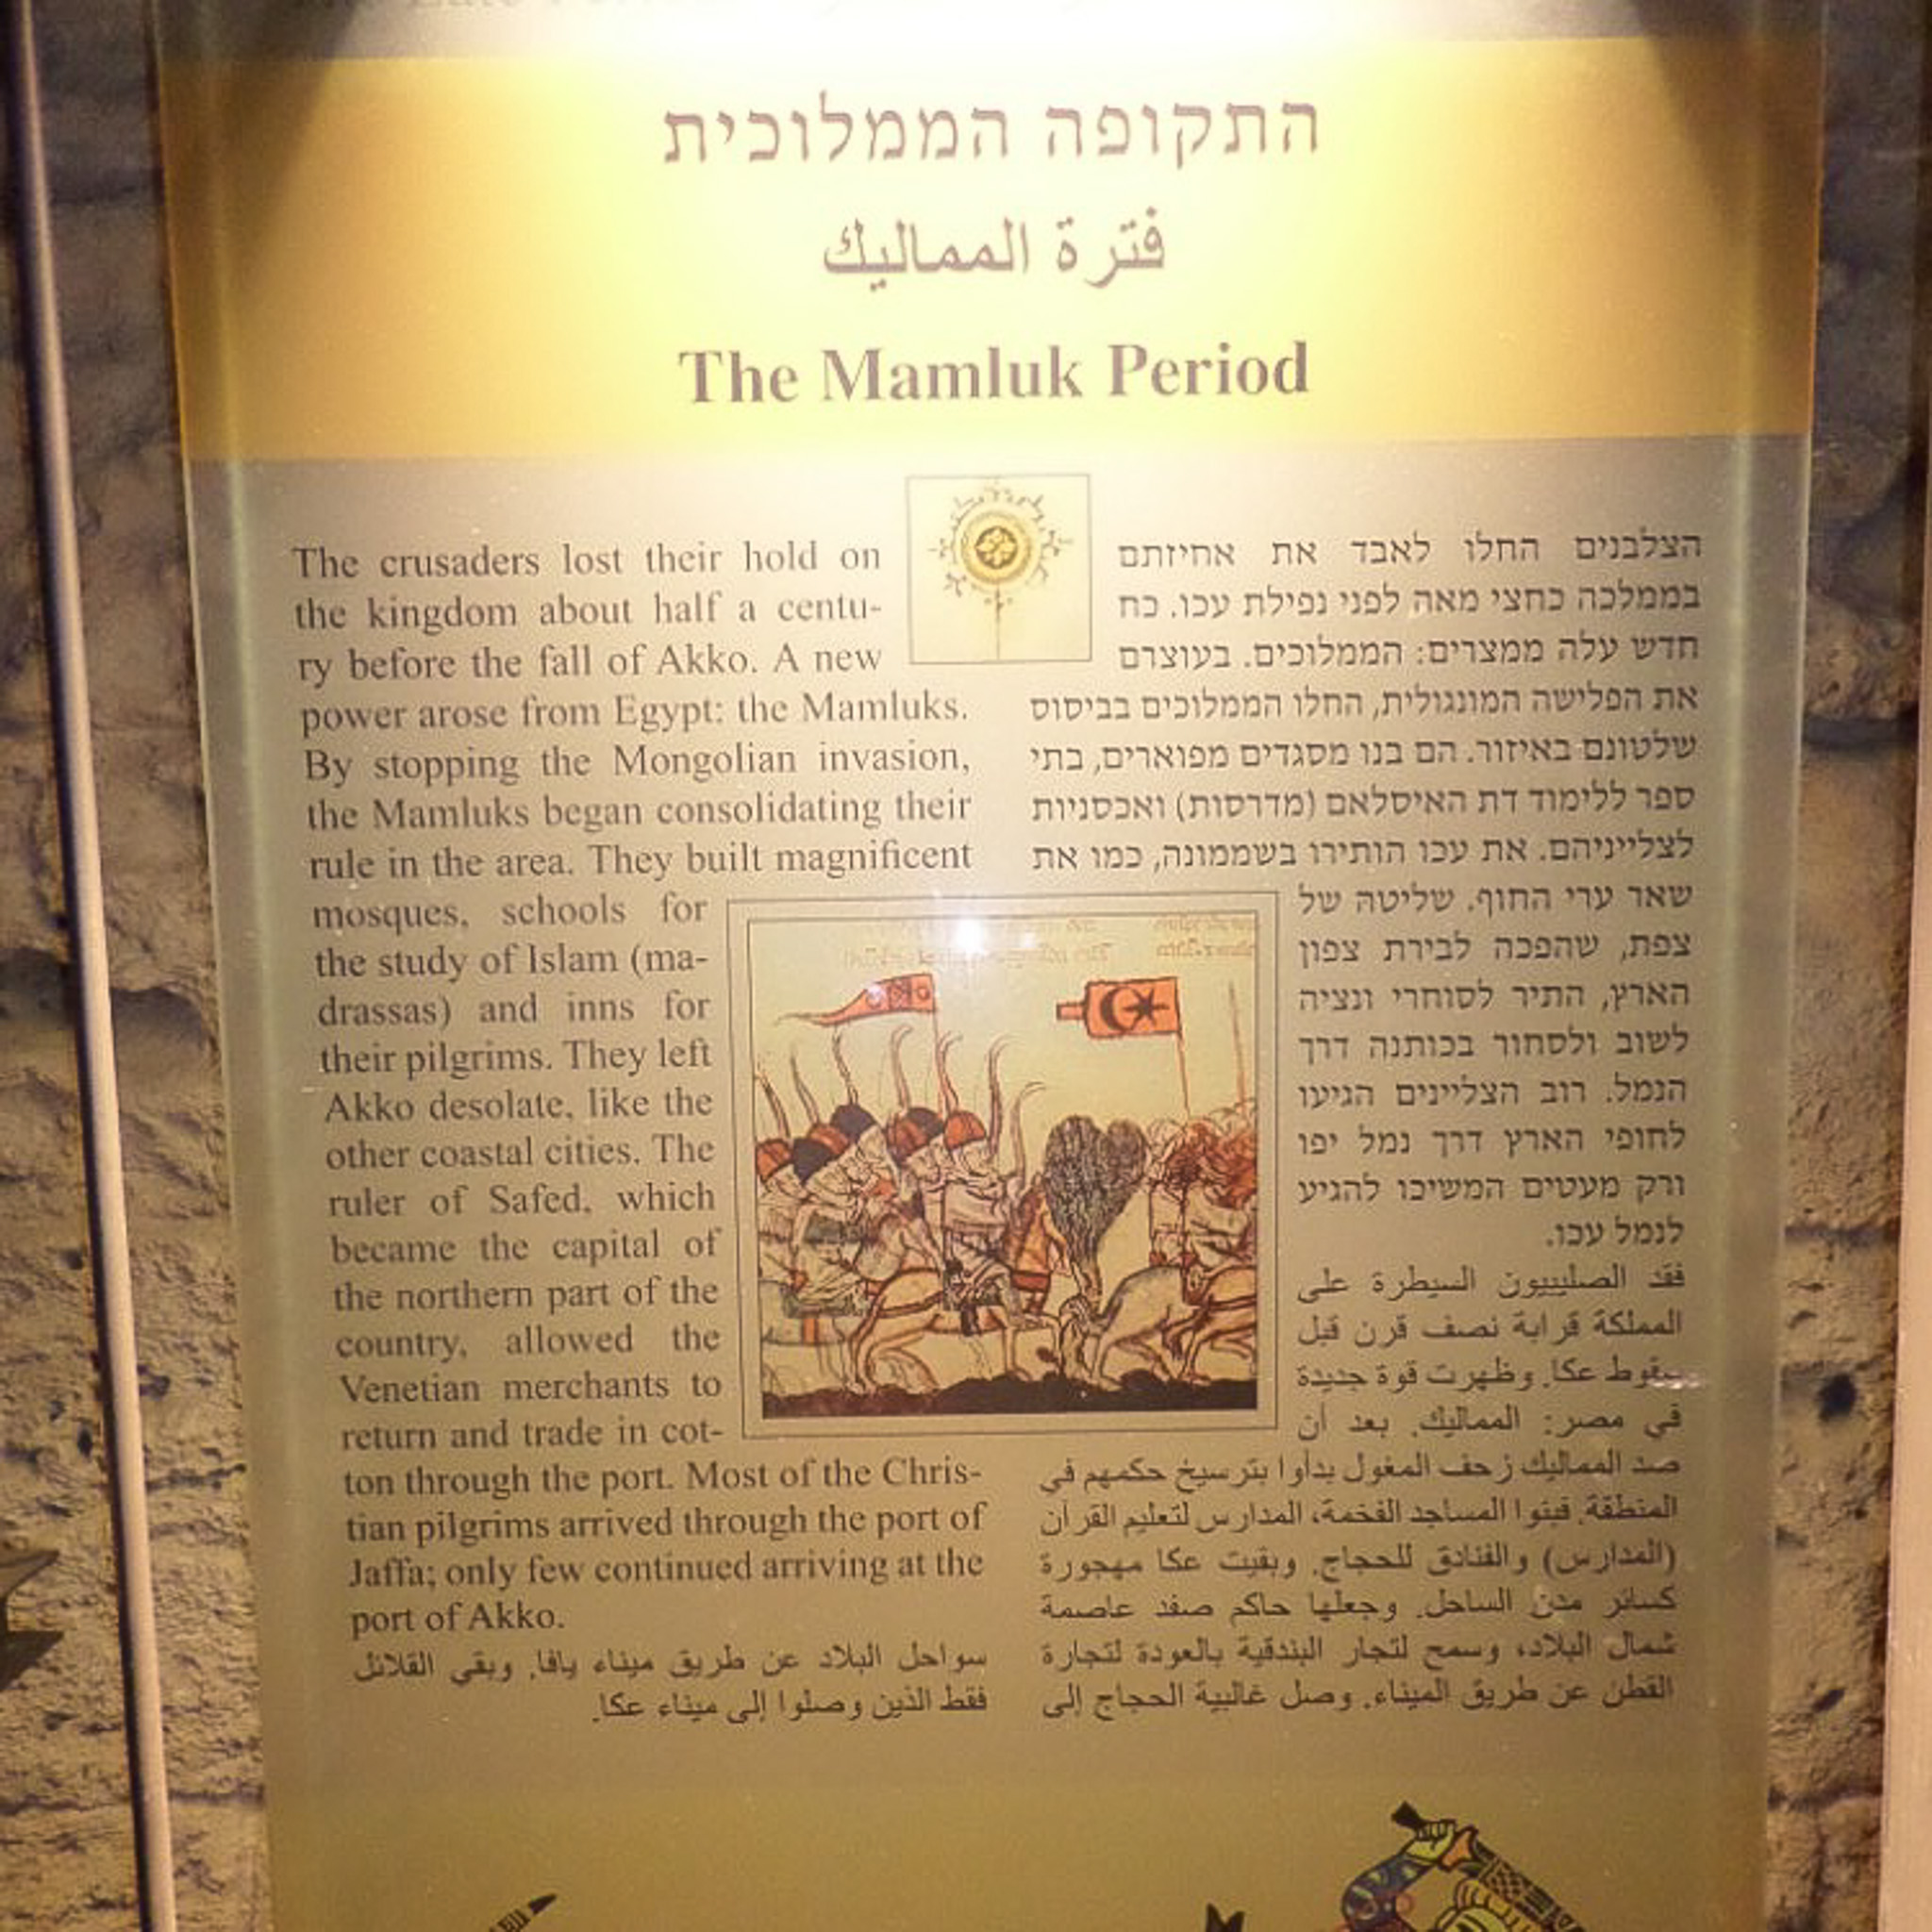 התקופה הממלוכית
فترة المماليك
The Mamluk Period
The crusaders lost their hold on
the kingdom about half a centu-
ry before the fall of Akko. A new
power arose from Egypt: the Mamluks.
By stopping the Mongolian invasion,
the Mamluks began consolidating their
rule in the area. They built magnificent
mosques, schools for
the study of Islam (ma-
drassas) and inns for
their pilgrims. They left
Akko desolate, like the
other coastal cities. The
ruler of Safed, which
became the capital of
the northern part of the
country, allowed the
Venetian merchants to
return and trade in cot-
ton through the port. Most of the Chris-
tian pilgrims arrived through the port of
Jaffa; only few continued arriving at the
port of Akko.
הצלבנים החלו לאבד את אחיזתם
בממלכה כחצי מאה לפני נפילת עכו. כח
חדש עלה ממצרים: הממלוכים. בעוצרם
את הפלישה המונגולית, החלו הממלוכים בביסוס
שלטונם באיזור. הם בנו מסגדים מפוארים, בתי
ספר ללימוד דת האיסלאם (מדרסות) ואכסניות
לצלייניהם. את עכו הותירו בשממונה, כמו את
שאר ערי החוף. שליטה של
צפת, שהפכה לבירת צפון
הארץ, התיר לסוחרי ונציה
לשוב ולסחור בכותנה דרך
הנמל. רוב הצליינים הגיעו
לחופי הארץ דרך נמל יפו
ורק מעטים המשיכו להגיע
לנמל עכו.
فقد الصليبيون السيطرة على
المملكة قرابة نصف قرن قبل
سقوط عكا. وظهرت قوة جديدة
في مصر: المماليك. بعد أن
صد المماليك زحف المغول بدأوا بترسيخ حكمهم في
المنطقة. فبنوا المساجد الفخمة، المدارس لتعليم القرآن
(المدارس) والفنادق للحجاج. وبقيت عكا مهجورة
كسائر مدن الساحل. وجعلها حاكم صفد عاصمة
شمال البلاد، وسمح لتجار البندقية بالعودة لتجارة
القطن عن طريق الميناء. وصل غالبية الحجاج إلى
سواحل البلاد عن طريق ميناء يافا. وبقي القلائل
فقط الذين وصلوا إلى ميناء عكا.